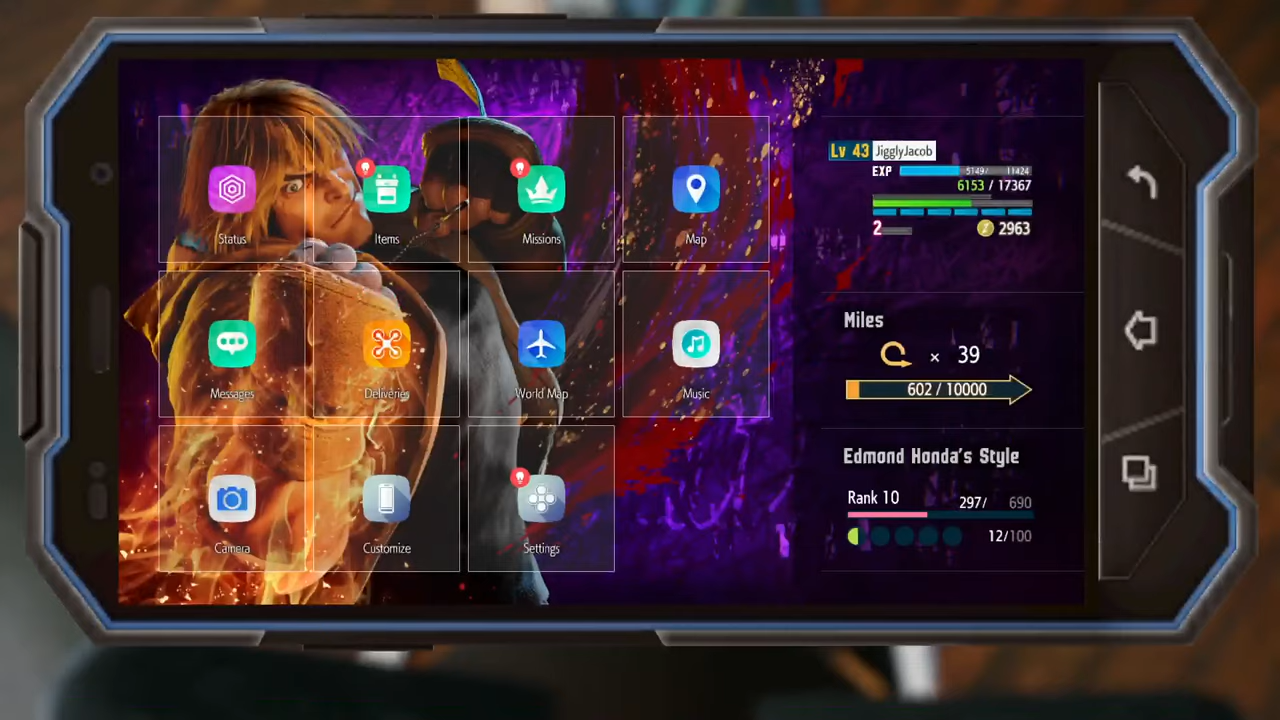 Status
Items
Missions
Map
Messages
Deliveries
World Map
Music
Camera
Customize
Settings
Lv 43 JigglyJacob
EXP 5149/ 11424
6153 / 17367
2
Z 2963
Miles
× 39
602 / 10000
Edmond Honda's Style
Rank 10 297/ 690
12/100